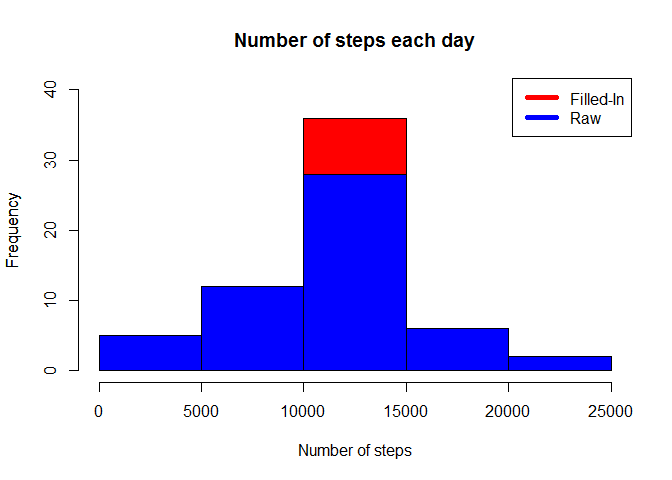 Number of steps each day
Filled-In
Raw
Frequency
0
10
20
30
40
0 5000 10000 15000 20000 25000
Number of steps